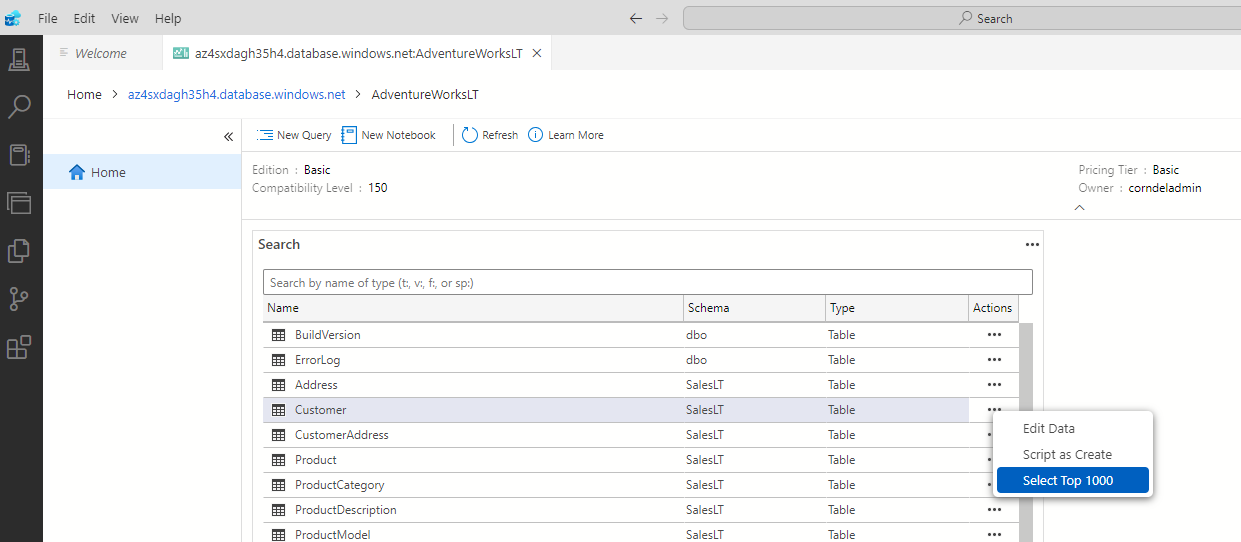 File Edit View Help Search
Welcome az4sxdagh35h4.database.windows.net:AdventureWorksLT
Home > az4sxdagh35h4.database.windows.net > AdventureWorksLT
New Query New Notebook Refresh Learn More
Home
Edition : Basic Pricing Tier : Basic
Compatibility Level : 150 Owner : corndeladmin
Search
Search by name of type (t:, v:, f:, or sp:)
Name Schema Type Actions
BuildVersion dbo Table
ErrorLog dbo Table
Address SalesLT Table
Customer SalesLT Table
Edit Data
CustomerAddress SalesLT Table
Script as Create
Product SalesLT Table
Select Top 1000
ProductCategory SalesLT Table
ProductDescription SalesLT Table
ProductModel SalesLT Table